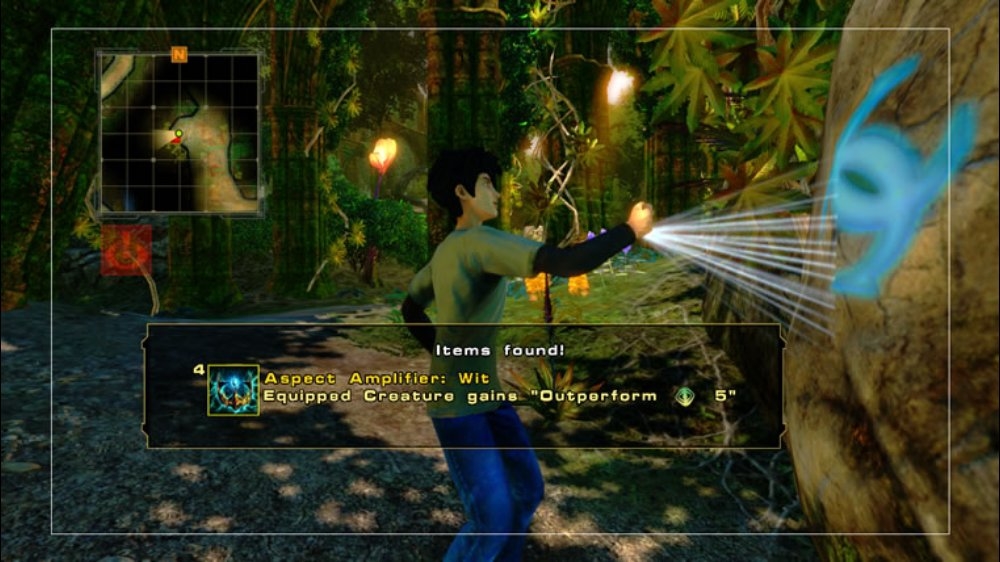 N
Items found!
4
Aspect Amplifier: Wit
Equipped Creature gains "Outperform 5"